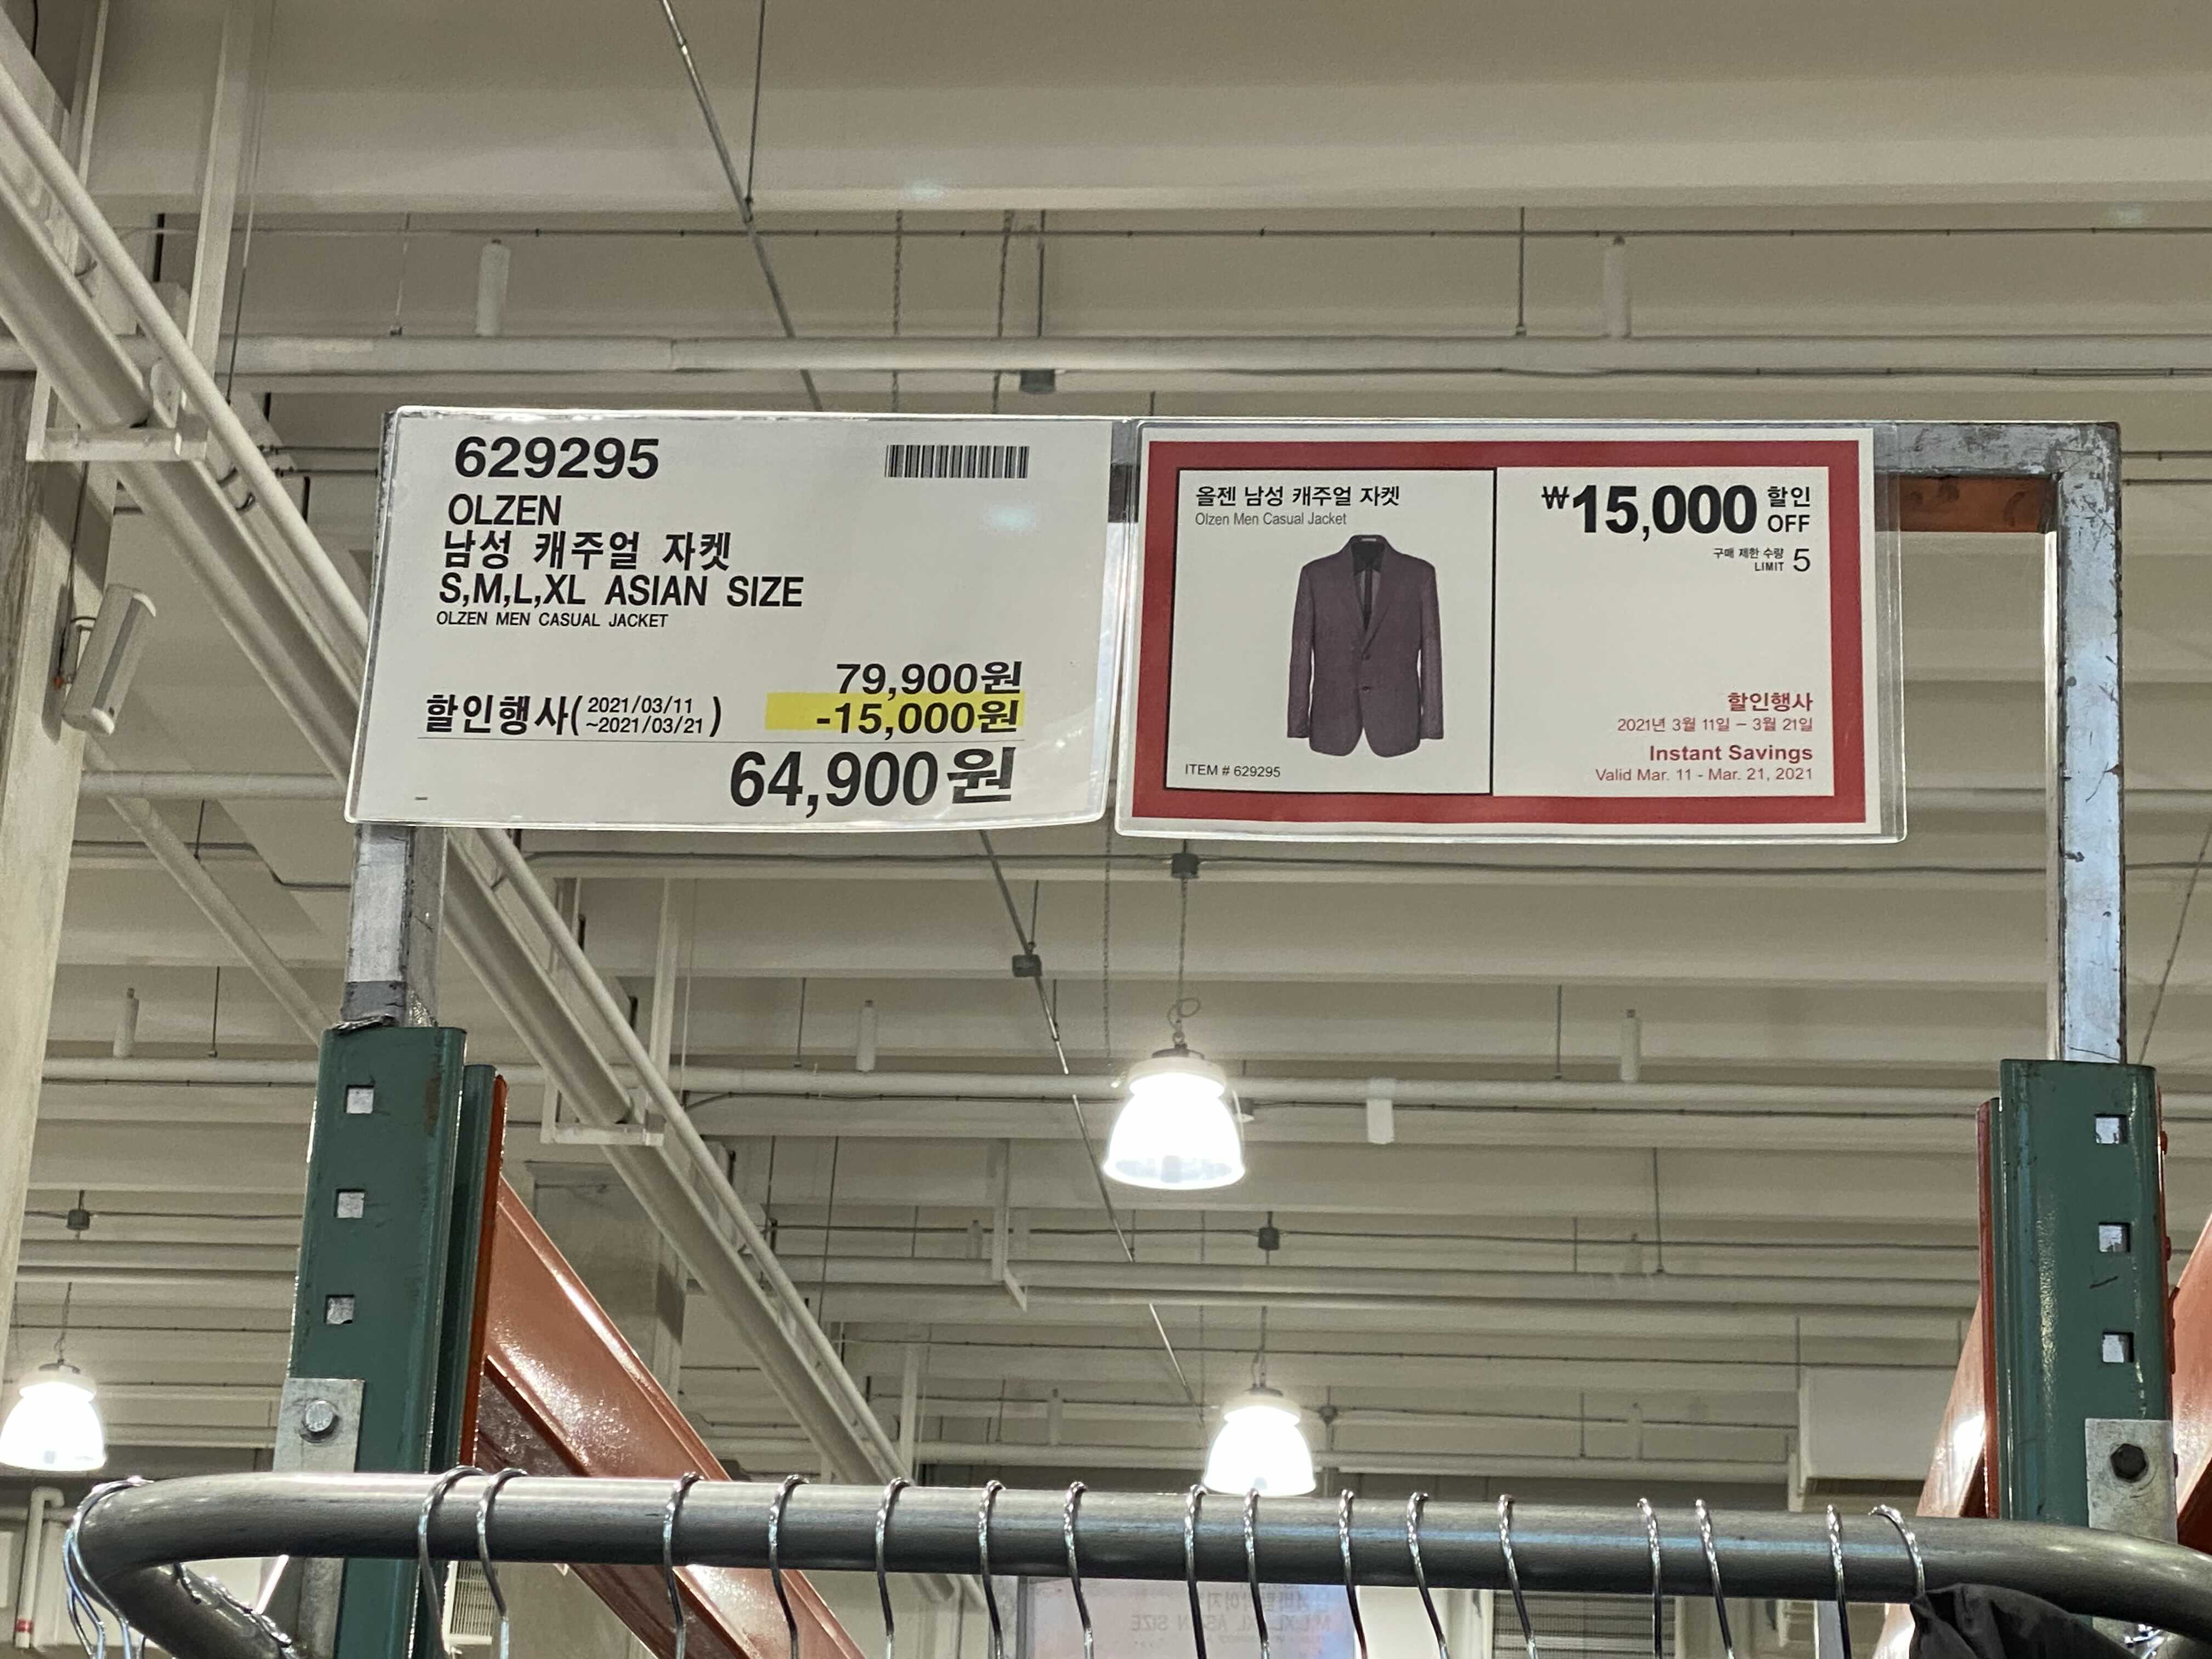 629295
OLZEN
남성 캐주얼 자켓
S,M,L,XL ASIAN SIZE
OLZEN MEN CASUAL JACKET
79,900원
할인행사(2021/03/11 ~2021/03/21) -15,000원
64,900원
올젠 남성 캐주얼 자켓
Olzen Men Casual Jacket
ITEM # 629295
₩15,000 할인 OFF
구매 제한 수량 LIMIT 5
할인행사
2021년 3월 11일 – 3월 21일
Instant Savings
Valid Mar. 11 - Mar. 21, 2021